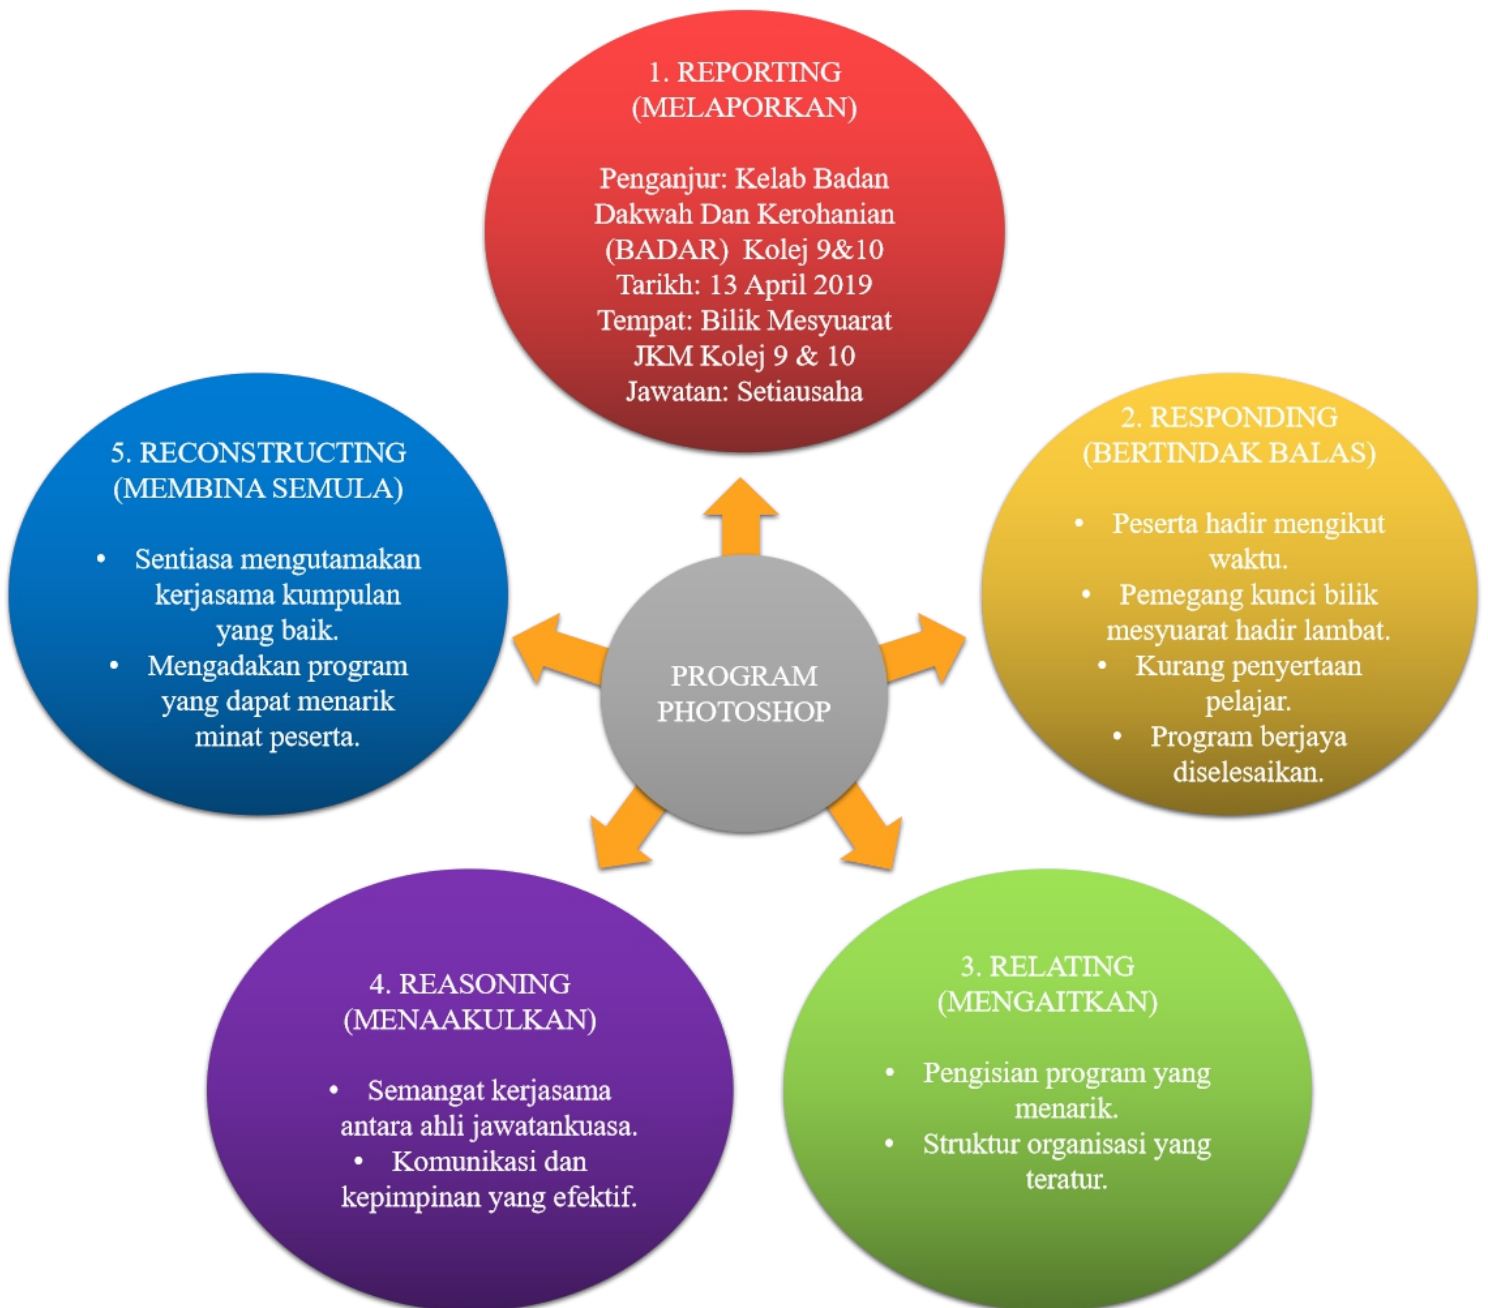 1. REPORTING
(MELAPORKAN)
Penganjur: Kelab Badan
Dakwah Dan Kerohanian
(BADAR) Kolej 9&10
Tarikh: 13 April 2019
Tempat: Bilik Mesyuarat
JKM Kolej 9 & 10
Jawatan: Setiausaha
2. RESPONDING
(BERTINDAK BALAS)
• Peserta hadir mengikut
waktu.
• Pemegang kunci bilik
mesyuarat hadir lambat.
• Kurang penyertaan
pelajar.
• Program berjaya
diselesaikan.
3. RELATING
(MENGAITKAN)
• Pengisian program yang
menarik.
• Struktur organisasi yang
teratur.
4. REASONING
(MENAAKULKAN)
• Semangat kerjasama
antara ahli jawatankuasa.
• Komunikasi dan
kepimpinan yang efektif.
5. RECONSTRUCTING
(MEMBINA SEMULA)
• Sentiasa mengutamakan
kerjasama kumpulan
yang baik.
• Mengadakan program
yang dapat menarik
minat peserta.
PROGRAM
PHOTOSHOP